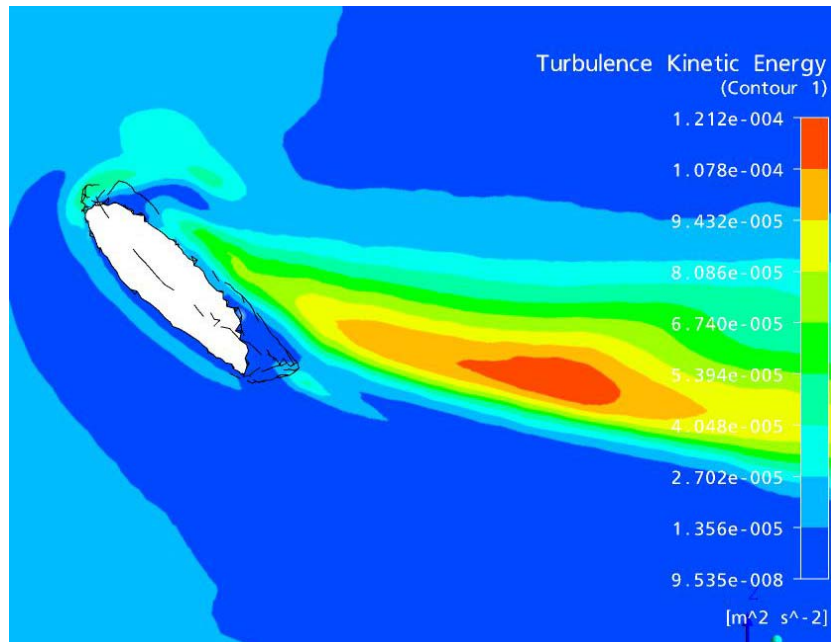 Turbulence Kinetic Energy
(Contour 1)
1.212e-004
1.078e-004
9.432e-005
8.086e-005
6.740e-005
5.394e-005
4.048e-005
2.702e-005
1.356e-005
9.535e-008
Z
[m^2 s^-2]